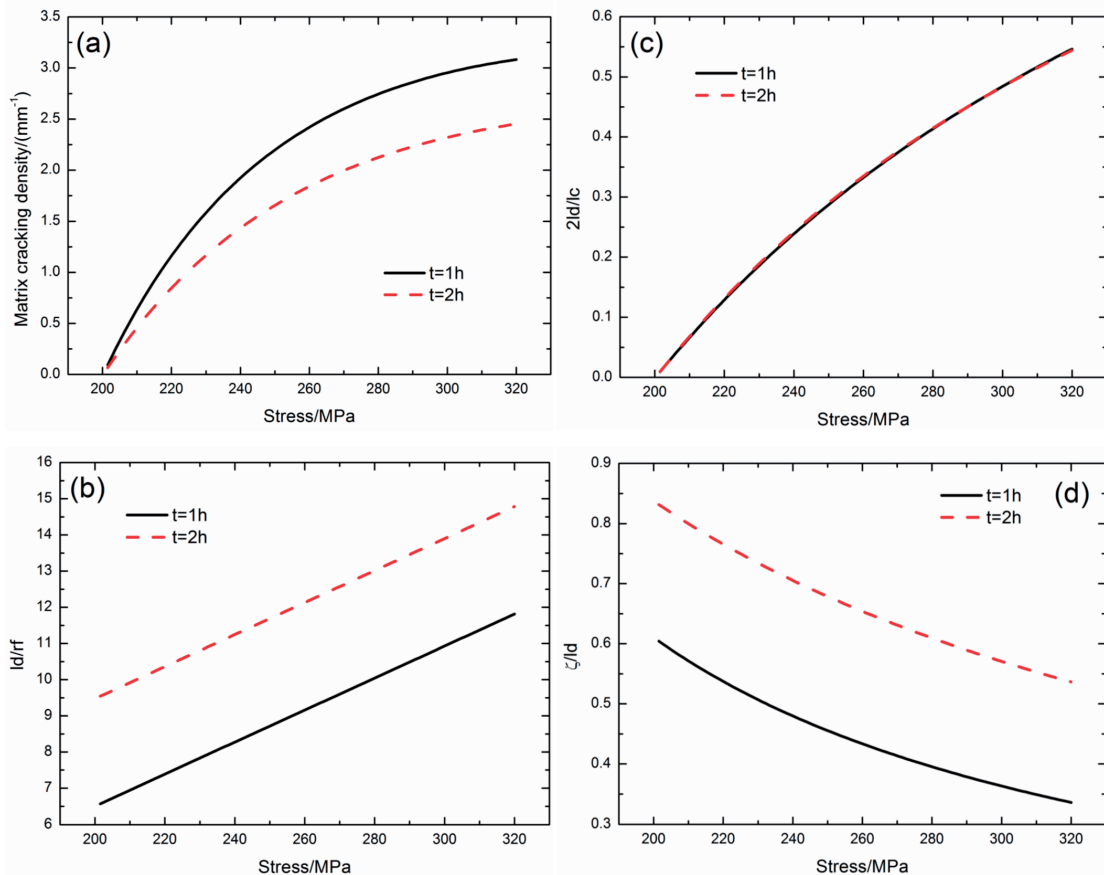 (a)
3.5
3.0
2.5
2.0
1.5
1.0
0.5
0.0
Matrix cracking density/(mm⁻¹)
t=1h
t=2h
200 220 240 260 280 300 320
Stress/MPa
(c)
0.6
0.5
0.4
0.3
0.2
0.1
0.0
2ld/lc
t=1h
t=2h
200 220 240 260 280 300 320
Stress/MPa
(b)
16
15
14
13
12
11
10
9
8
7
6
ld/rf
t=1h
t=2h
200 220 240 260 280 300 320
Stress/MPa
(d)
0.9
0.8
0.7
0.6
0.5
0.4
0.3
ζ/ld
t=1h
t=2h
200 220 240 260 280 300 320
Stress/MPa